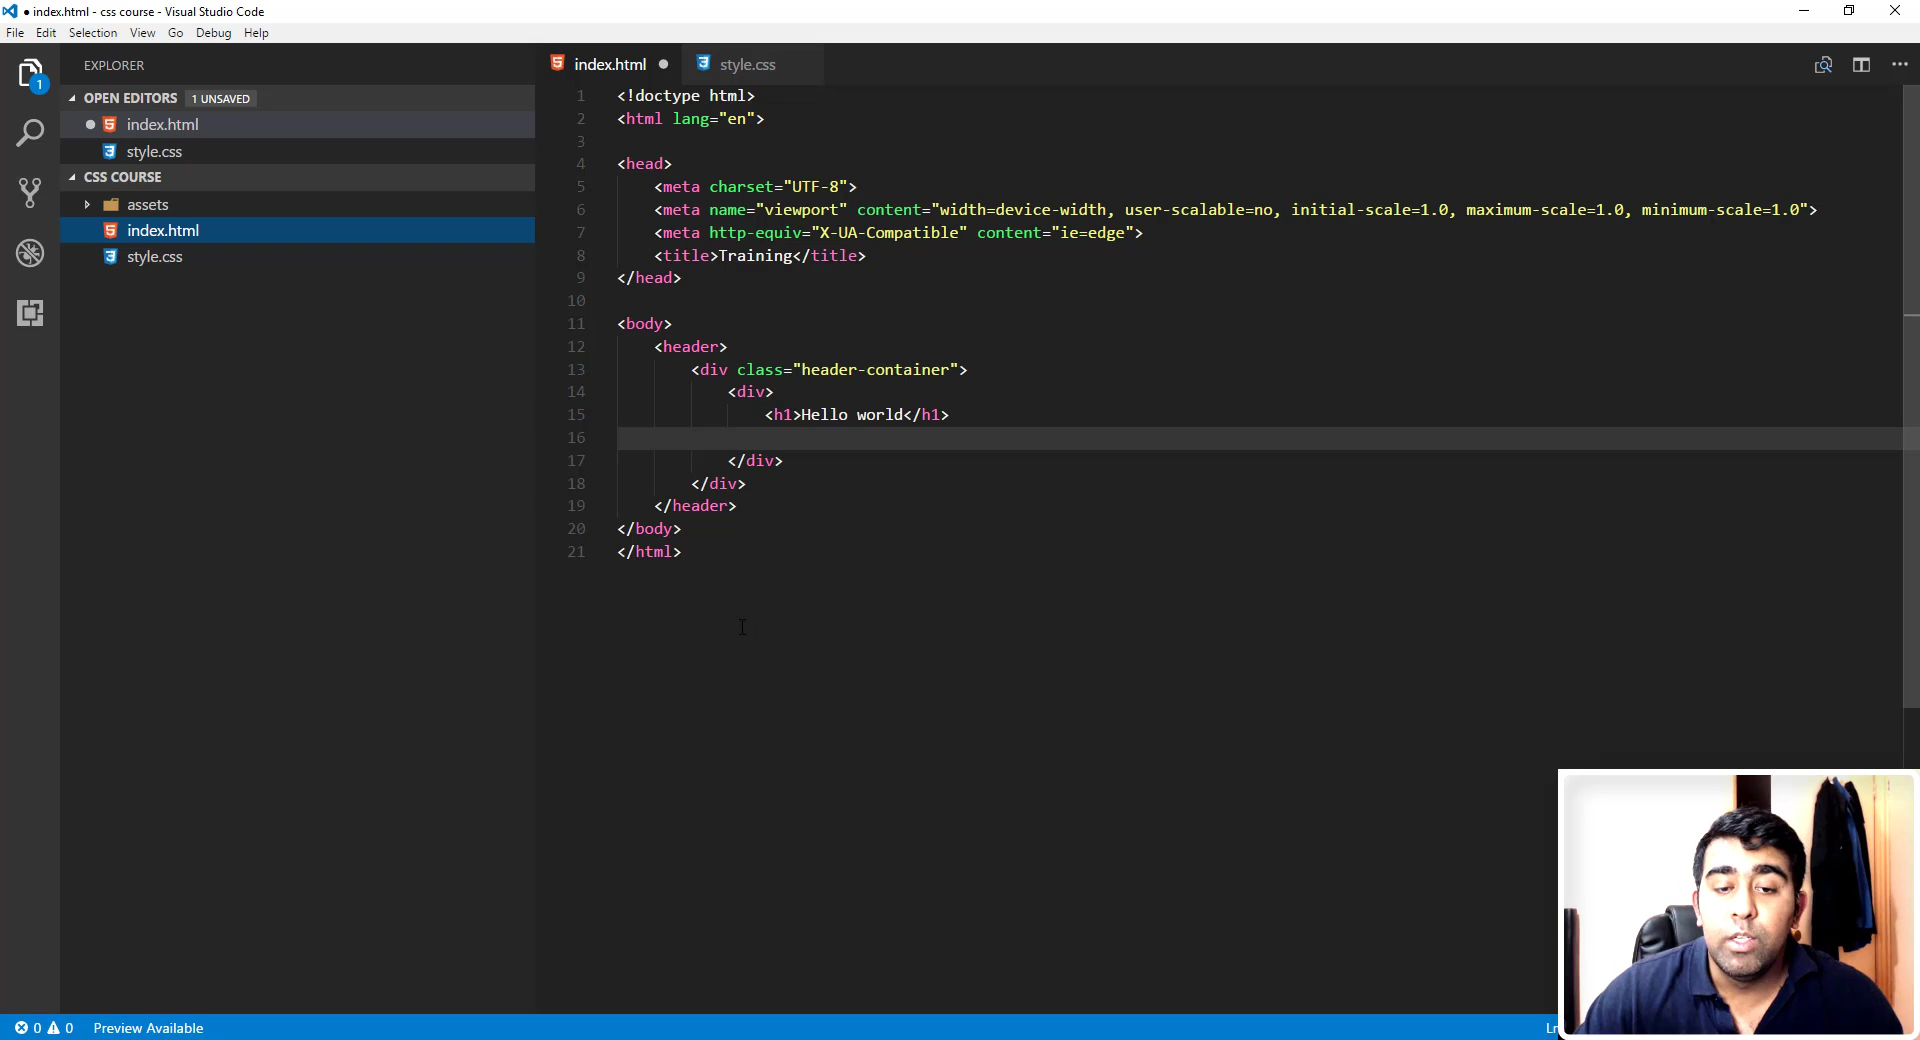 ● index.html - css course - Visual Studio Code
File Edit Selection View Go Debug Help
1
EXPLORER
OPEN EDITORS 1 UNSAVED
index.html
style.css
CSS COURSE
assets
index.html
style.css
index.html style.css
1 <!doctype html>
2 <html lang="en">
3
4 <head>
5 <meta charset="UTF-8">
6 <meta name="viewport" content="width=device-width, user-scalable=no, initial-scale=1.0, maximum-scale=1.0, minimum-scale=1.0">
7 <meta http-equiv="X-UA-Compatible" content="ie=edge">
8 <title>Training</title>
9 </head>
10
11 <body>
12 <header>
13 <div class="header-container">
14 <div>
15 <h1>Hello world</h1>
16
17 </div>
18 </div>
19 </header>
20 </body>
21 </html>
0 0 Preview Available Ln